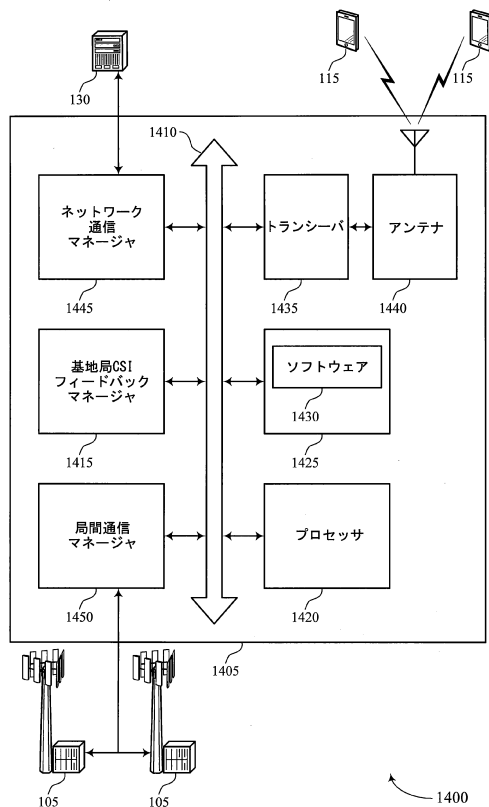 115
115
130
1410
ネットワーク
通信
マネージャ
1445
トランシーバ
1435
アンテナ
1440
基地局CSI
フィードバック
マネージャ
1415
ソフトウェア
1430
1425
局間通信
マネージャ
1450
プロセッサ
1420
1405
105
105
1400